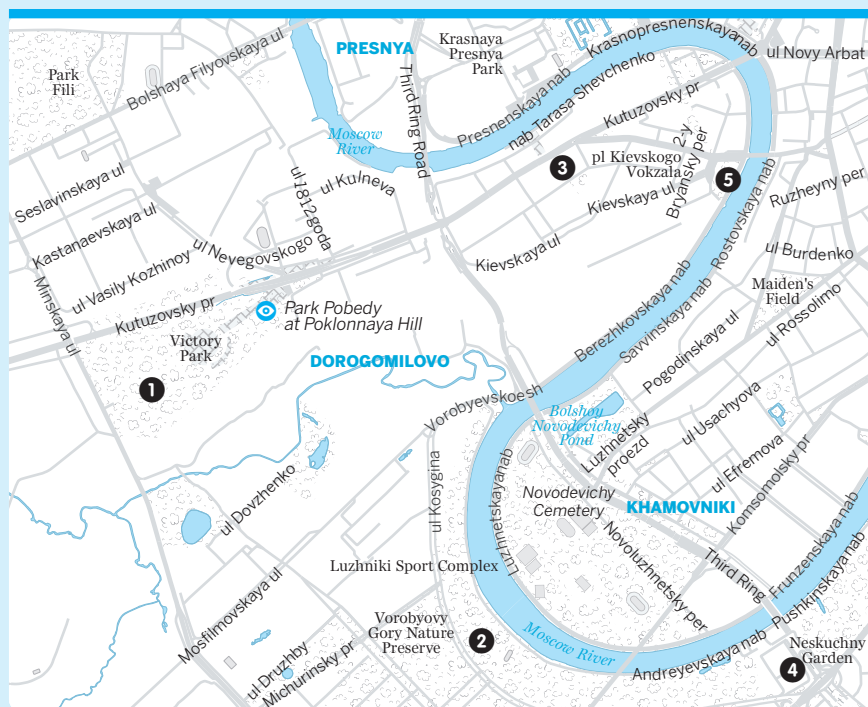 PRESNYA
Krasnaya
Presnya
Park
Krasnopresnenskaya nab
ul Novy Arbat
Park
Fili
Bolshaya Filyovskaya ul
Third Ring Road
Presnenskaya nab
nab Tarasa Shevchenko
Kutuzovsky pr
Moscow
River
2-y
Bryansky per
pl Kievskogo
Vokzala
3
5
Ruzheyny per
Seslavinskaya ul
ul 1812 goda
ul Kulneva
Kievskaya ul
Rostovskaya nab
Kastanaevskaya ul
ul Nevegovskogo
Kievskaya ul
ul Burdenko
ul Vasily Kozhinoy
Minskaya ul
Kutuzovsky pr
Park Pobedy
at Poklonnaya Hill
Berezhkovskaya nab
Savvinskaya nab
Maiden's
Field
ul Rossolimo
Victory
Park
DOROGOMILOVO
Pogodinskaya ul
1
Vorobyevskoesh
Bolshoy
Novodevichy
Pond
Luzhnetsky
proezd
ul Usachyova
ul Efremova
Komsomolsky pr
ul Dovzhenko
ul Kosygina
Luzhnetskayanab
Novodevichy
Cemetery
KHAMOVNIKI
Luzhniki Sport Complex
Novoluzhnetsky per
Third Ring
Frunzenskaya nab
Pushkinskaya nab
Mosfilmovskaya ul
Vorobyovy
Gory Nature
Preserve
2
Moscow River
Andreyevskaya nab
Neskuchny
Garden
4
ul Druzhby
Michurinsky pr